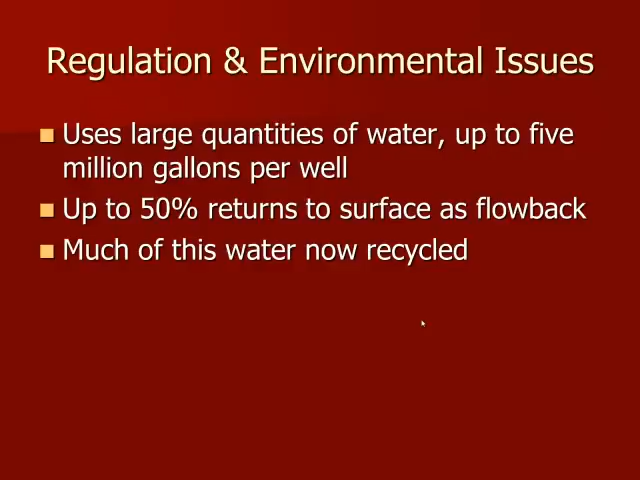 Regulation & Environmental Issues
Uses large quantities of water, up to five
million gallons per well
Up to 50% returns to surface as flowback
Much of this water now recycled